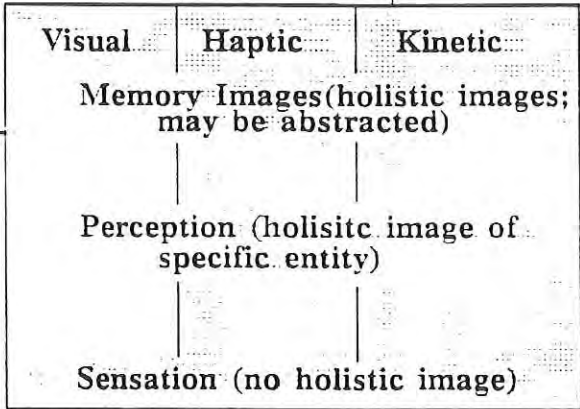 Visual Haptic Kinetic
Memory Images(holistic images;
may be abstracted)
Perception (holisitc image of
specific entity)
Sensation (no holistic image)